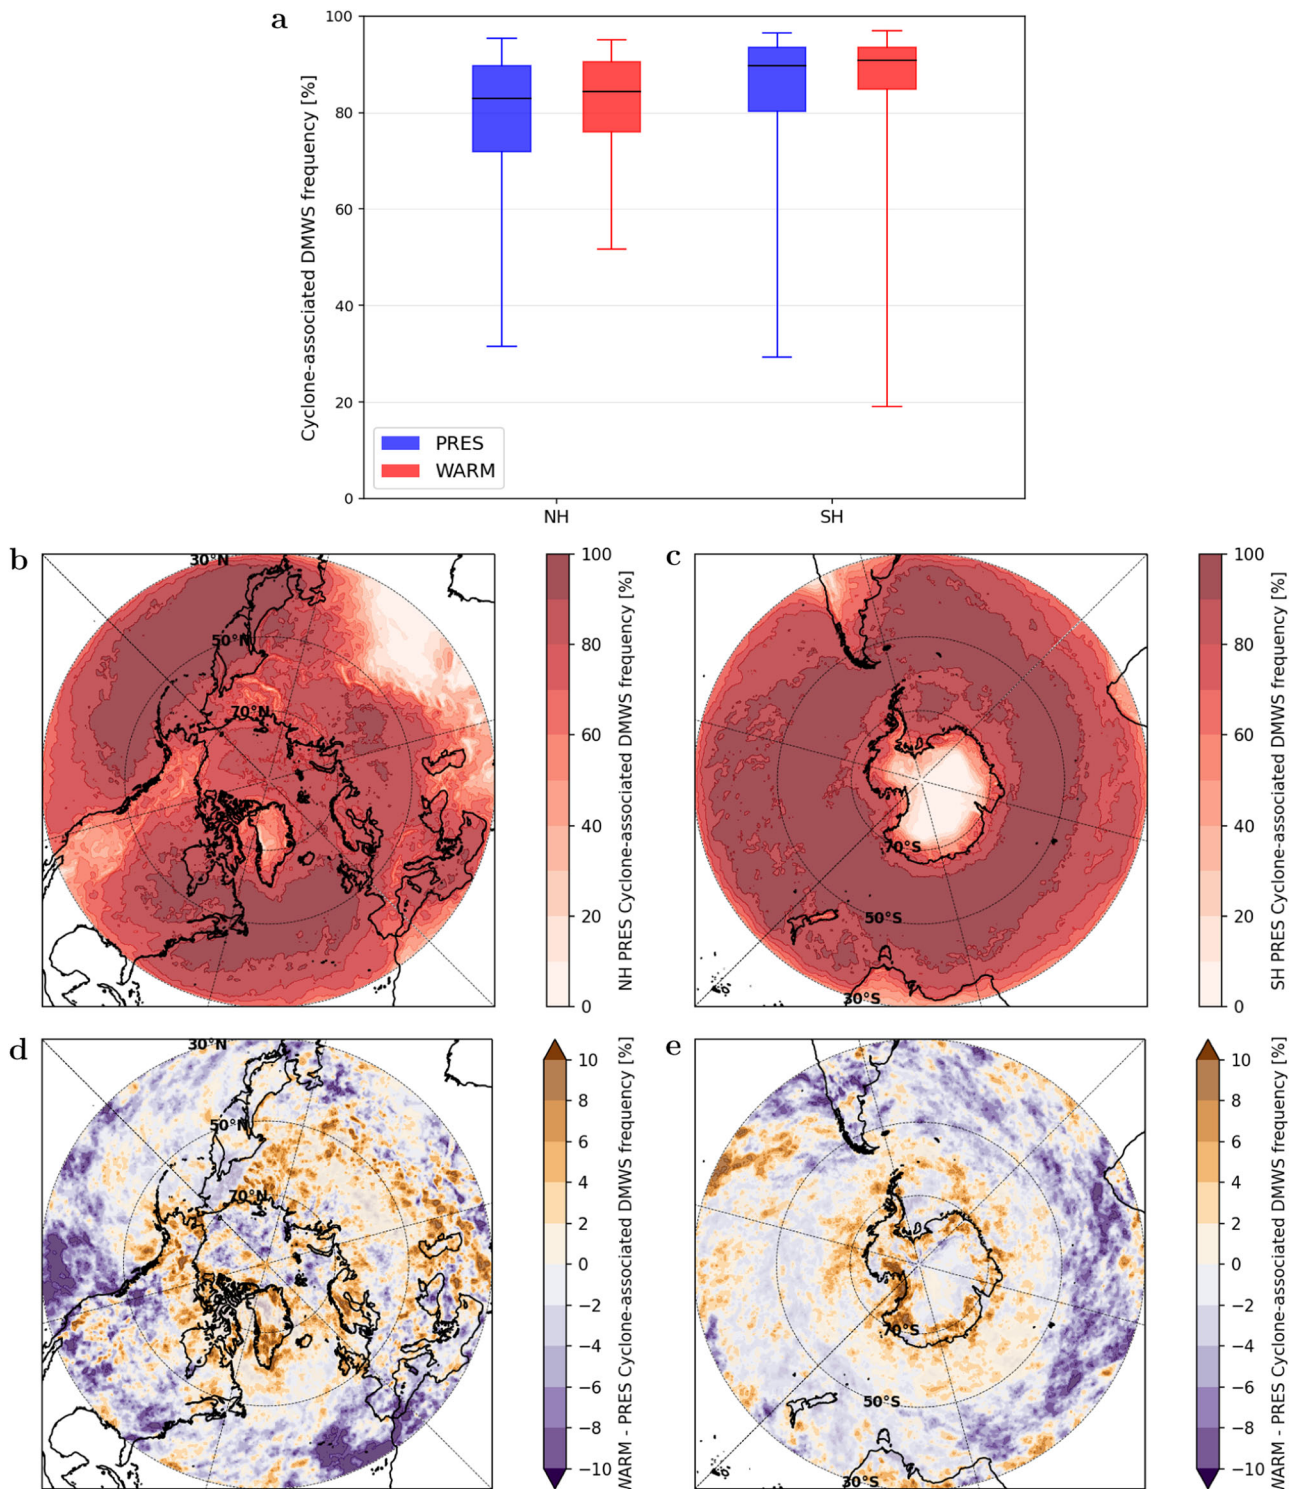 a
Cyclone-associated DMWS frequency [%]
100
80
60
40
20
0
PRES
WARM
NH
SH
b
30°N
50°N
70°N
100
80
60
40
20
0
NH PRES Cyclone-associated DMWS frequency [%]
c
70°S
50°S
30°S
100
80
60
40
20
0
SH PRES Cyclone-associated DMWS frequency [%]
d
30°N
50°N
70°N
10
8
6
4
2
0
−2
−4
−6
−8
−10
WARM - PRES Cyclone-associated DMWS frequency [%]
e
70°S
50°S
30°S
10
8
6
4
2
0
−2
−4
−6
−8
−10
WARM - PRES Cyclone-associated DMWS frequency [%]